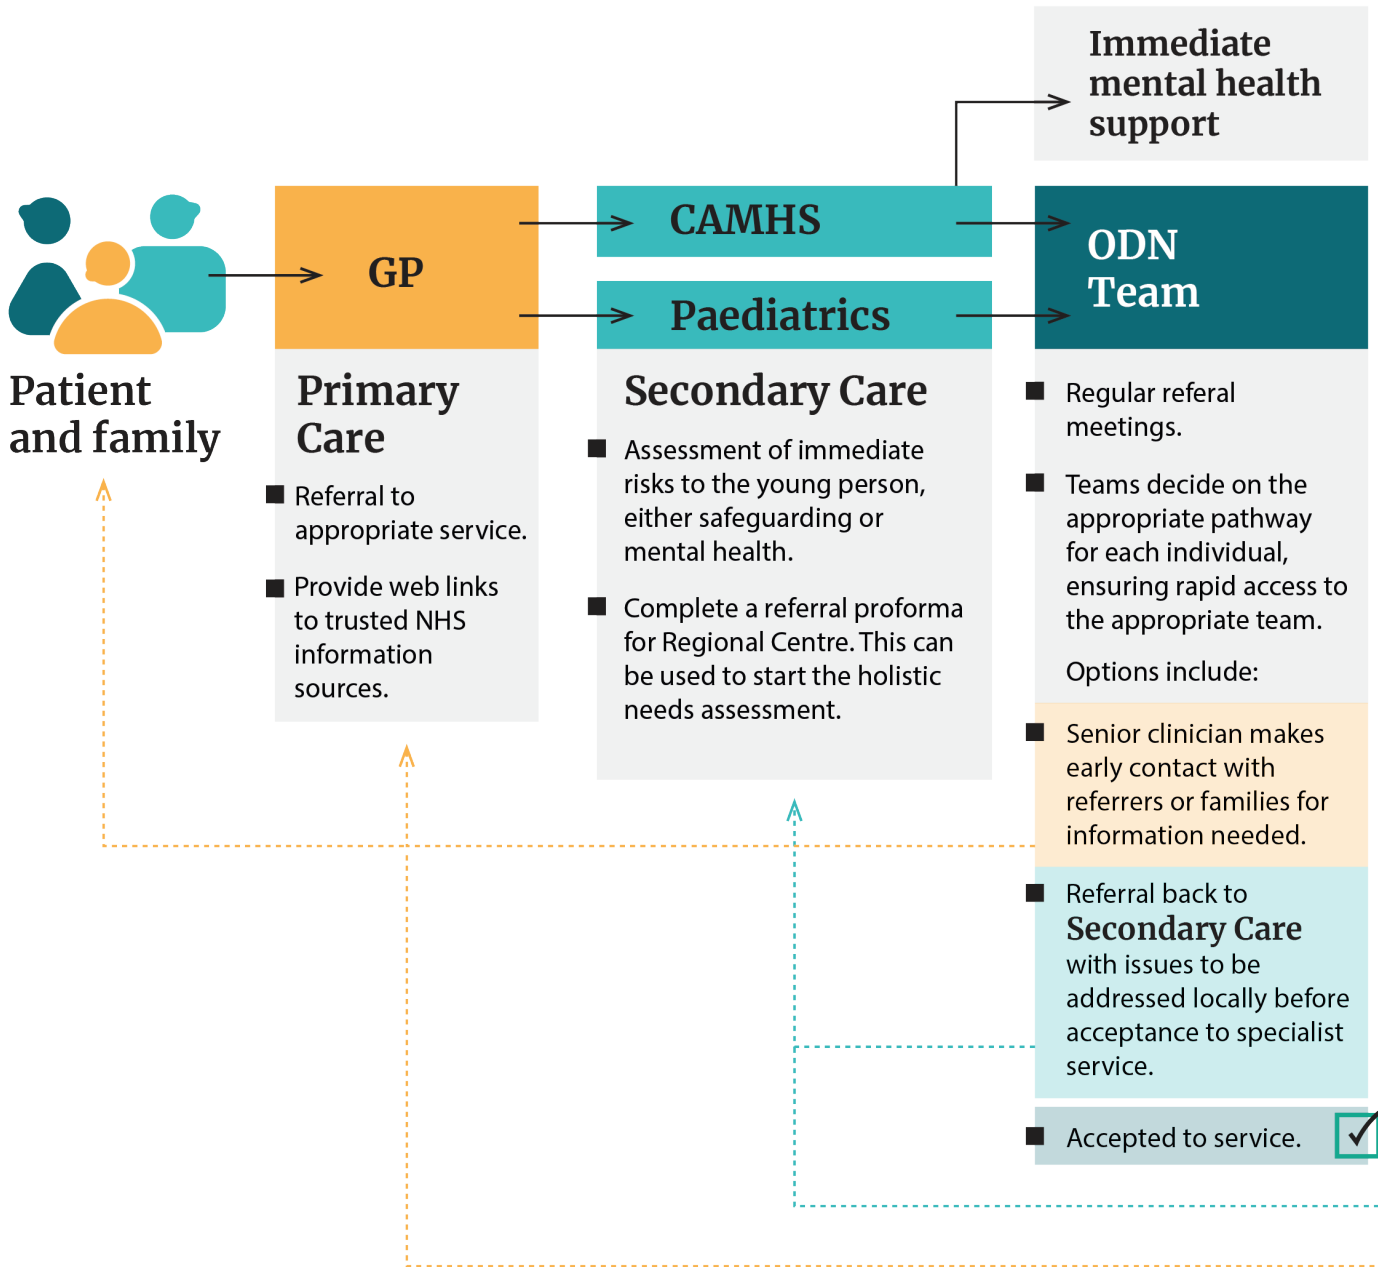 Immediate
mental health
support
Patient
and family
GP
Primary
Care
■ Referral to
appropriate service.
■ Provide web links
to trusted NHS
information
sources.
CAMHS
Paediatrics
Secondary Care
■ Assessment of immediate
risks to the young person,
either safeguarding or
mental health.
■ Complete a referral proforma
for Regional Centre. This can
be used to start the holistic
needs assessment.
ODN
Team
■ Regular referal
meetings.
■ Teams decide on the
appropriate pathway
for each individual,
ensuring rapid access to
the appropriate team.
Options include:
■ Senior clinician makes
early contact with
referrers or families for
information needed.
■ Referral back to
Secondary Care
with issues to be
addressed locally before
acceptance to specialist
service.
■ Accepted to service.